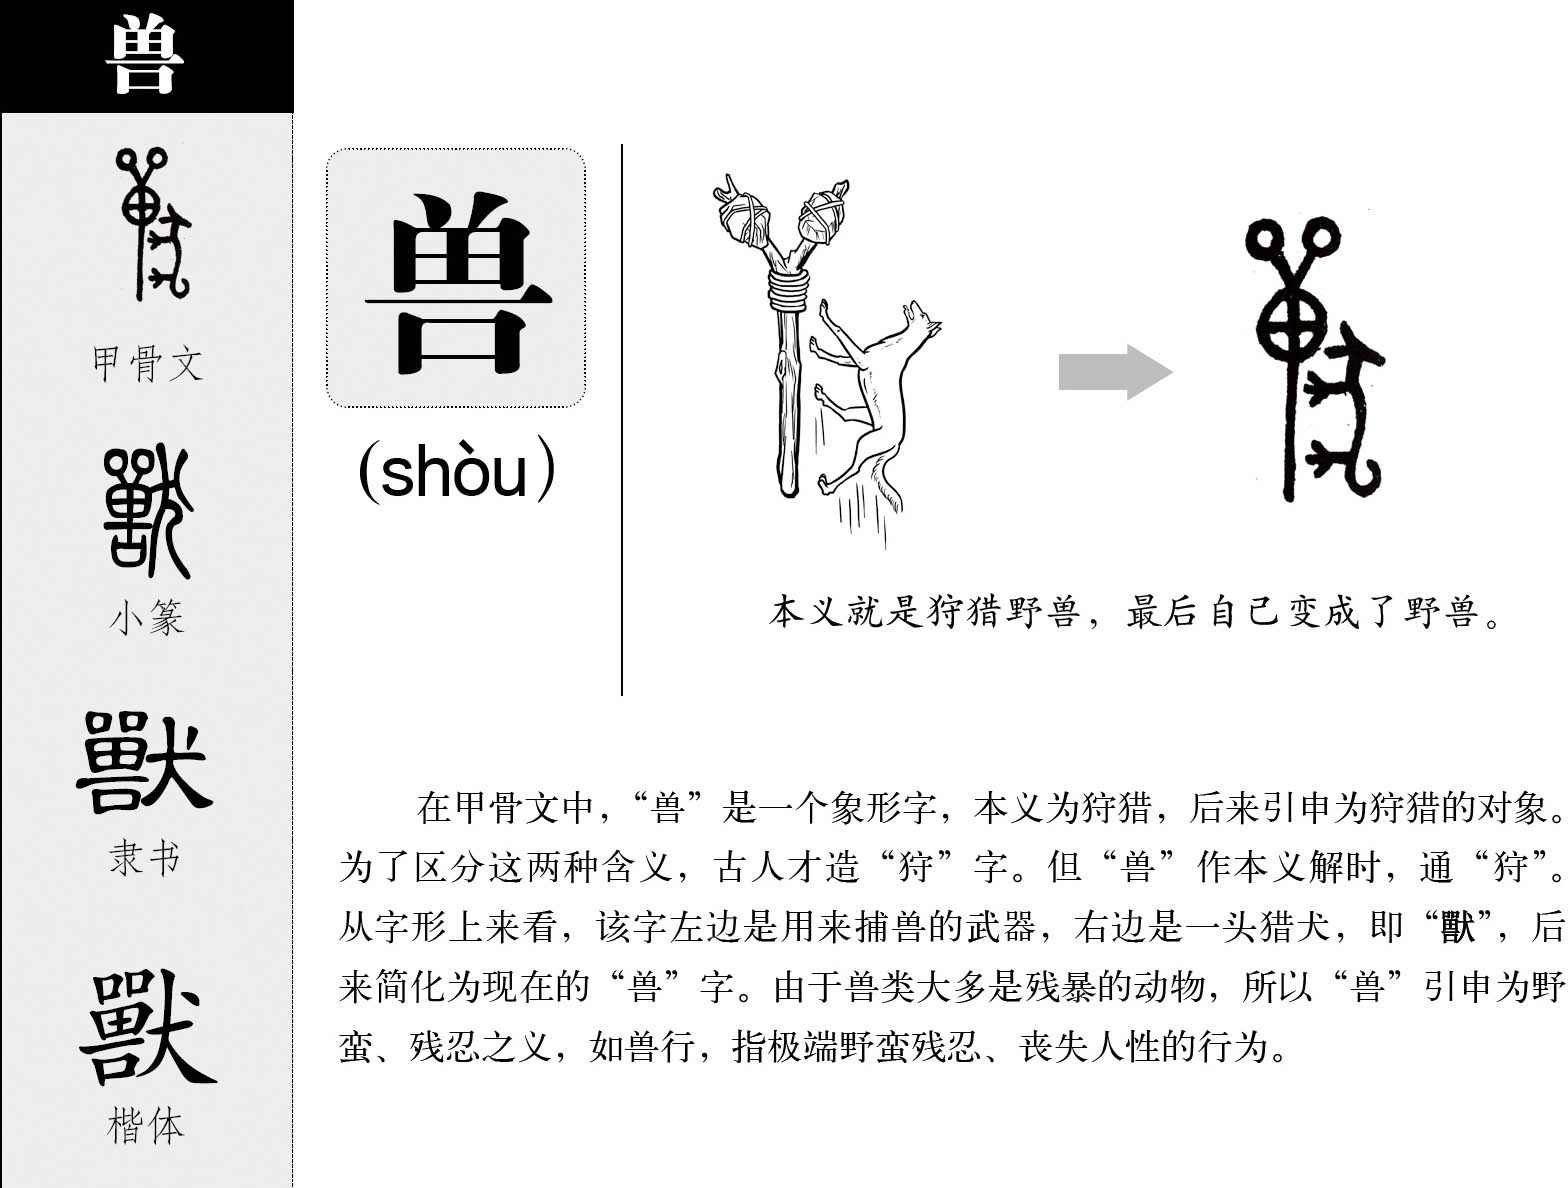 兽
甲骨文
獸
小篆
獸
隶书
獸
楷体
兽
（shòu）
本义就是狩猎野兽，最后自己变成了野兽。
在甲骨文中，“兽”是一个象形字，本义为狩猎，后来引申为狩猎的对象。
为了区分这两种含义，古人才造“狩”字。但“兽”作本义解时，通“狩”。
从字形上来看，该字左边是用来捕兽的武器，右边是一头猎犬，即“獸”，后
来简化为现在的“兽”字。由于兽类大多是残暴的动物，所以“兽”引申为野
蛮、残忍之义，如兽行，指极端野蛮残忍、丧失人性的行为。